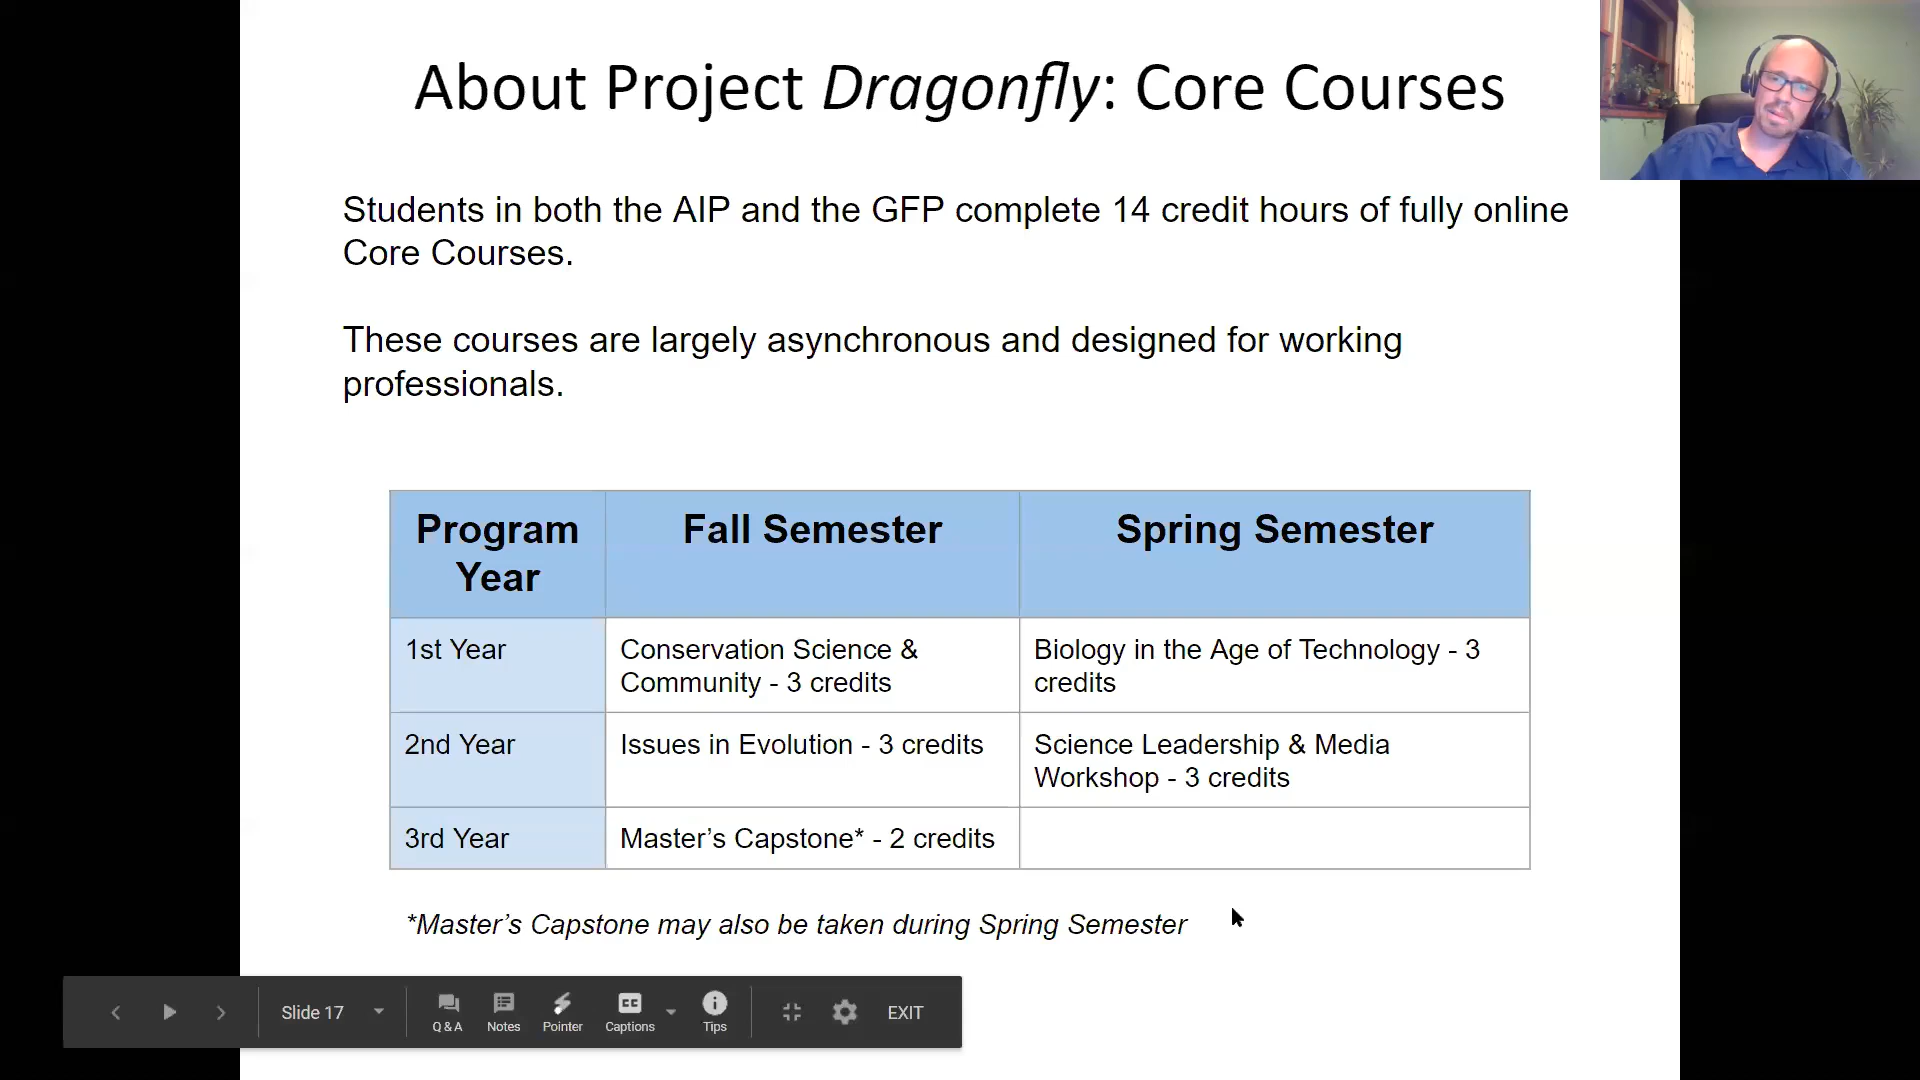 About Project Dragonfly: Core Courses
Students in both the AIP and the GFP complete 14 credit hours of fully online
Core Courses.
These courses are largely asynchronous and designed for working
professionals.
Program
Year
Fall Semester
Spring Semester
1st Year
Conservation Science &
Community - 3 credits
Biology in the Age of Technology - 3
credits
2nd Year
Issues in Evolution - 3 credits
Science Leadership & Media
Workshop - 3 credits
3rd Year
Master’s Capstone* - 2 credits
*Master’s Capstone may also be taken during Spring Semester
Slide 17
Q & A
Notes
Pointer
CC
Captions
Tips
EXIT